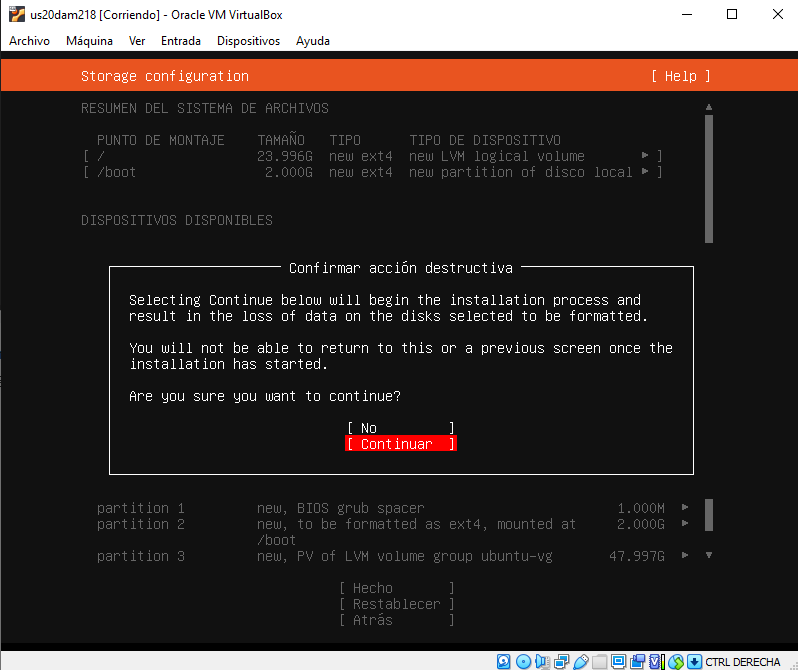 us20dam218 [Corriendo] - Oracle VM VirtualBox
Archivo Máquina Ver Entrada Dispositivos Ayuda
Storage configuration [ Help ]
RESUMEN DEL SISTEMA DE ARCHIVOS
PUNTO DE MONTAJE TAMAÑO TIPO TIPO DE DISPOSITIVO
[ / 23.996G new ext4 new LVM logical volume ▸ ]
[ /boot 2.000G new ext4 new partition of disco local ▸ ]
DISPOSITIVOS DISPONIBLES
Confirmar acción destructiva
Selecting Continue below will begin the installation process and
result in the loss of data on the disks selected to be formatted.
You will not be able to return to this or a previous screen once the
installation has started.
Are you sure you want to continue?
[ No ]
[ Continuar ]
partition 1 new, BIOS grub spacer 1.000M ▸
partition 2 new, to be formatted as ext4, mounted at 2.000G ▸
/boot
partition 3 new, PV of LVM volume group ubuntu-vg 47.997G ▸
[ Hecho ]
[ Restablecer ]
[ Atrás ]
CTRL DERECHA